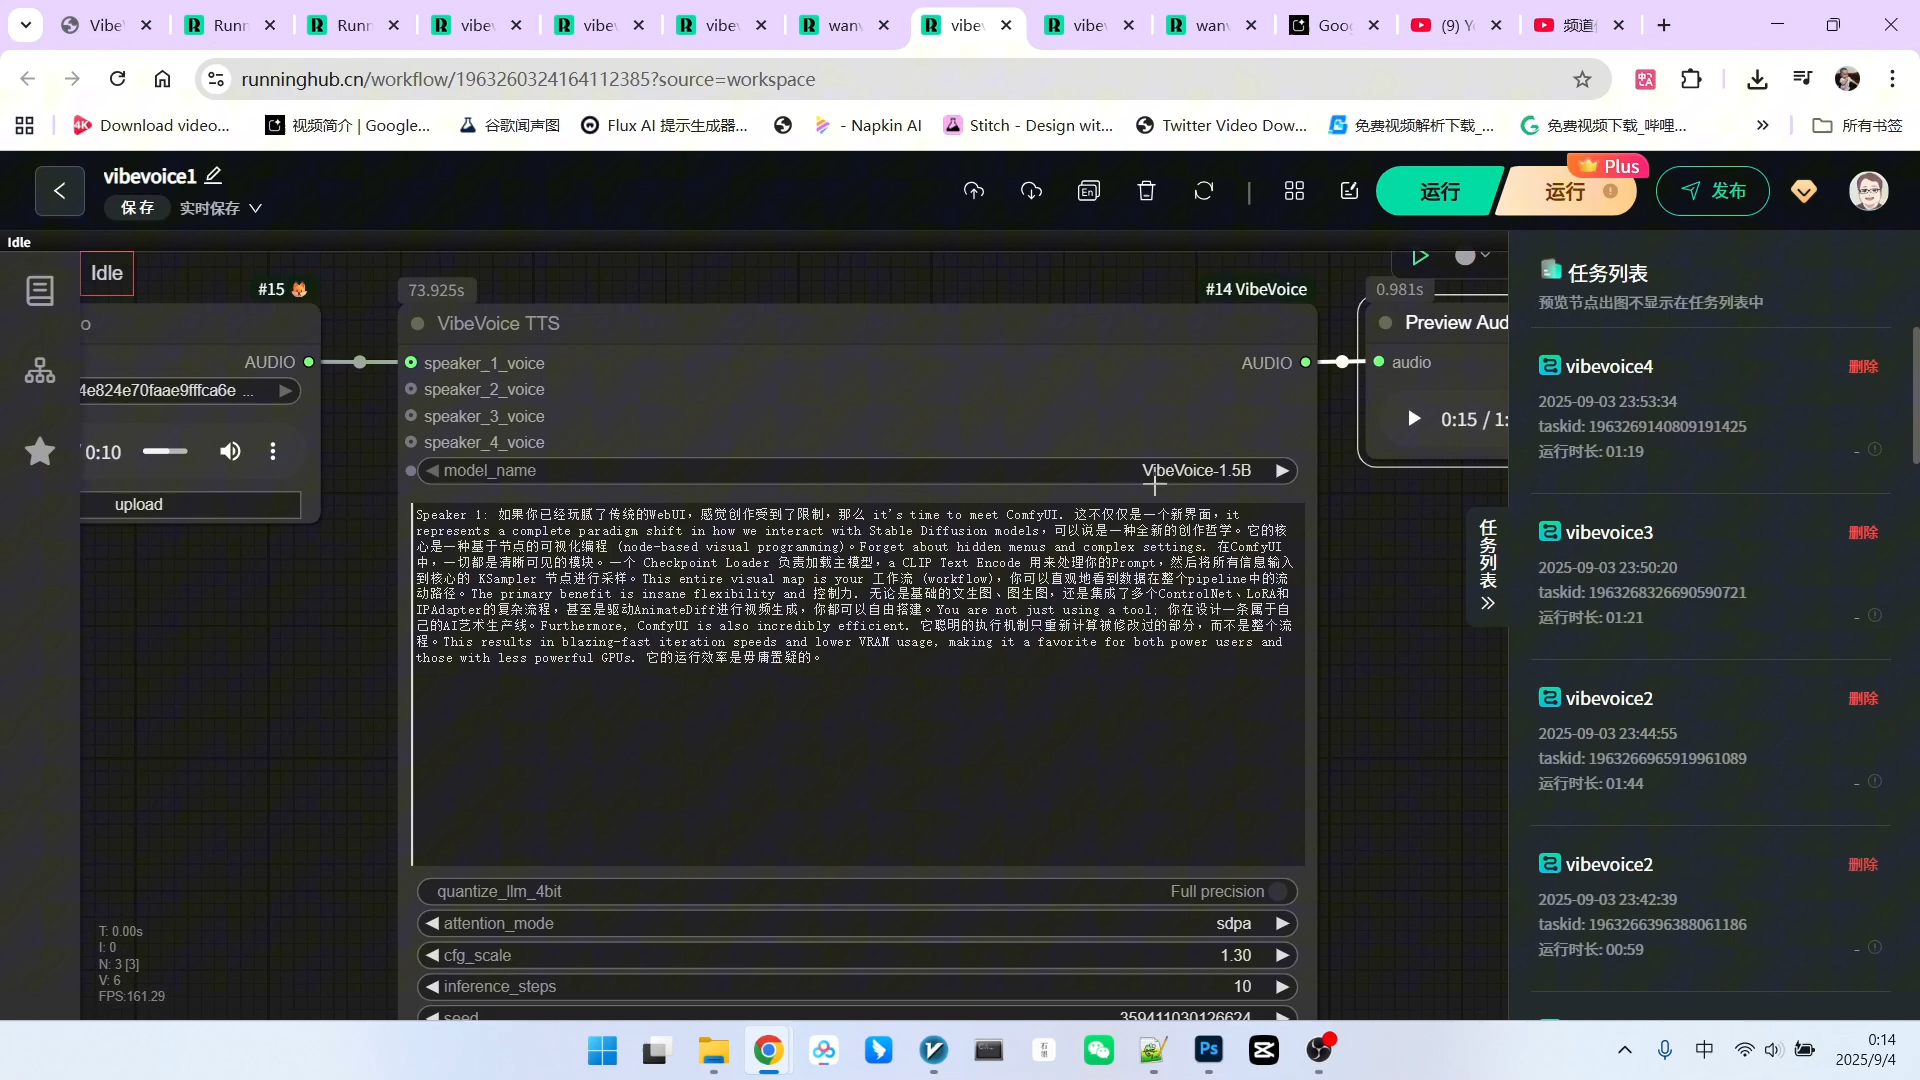 Vibe
Runn
Runn
vibev
vibev
vibev
wanv
vibev
vibev
wanv
Goog
(9) Y
频道
runninghub.cn/workflow/1963260324164112385?source=workspace
Download video...
视频简介 | Google...
谷歌闻声图
Flux AI 提示生成器...
- Napkin AI
Stitch - Design wit...
Twitter Video Dow...
免费视频解析下载_...
免费视频下载_哔哩...
所有书签
vibevoice1
保存
实时保存
En
运行
运行
Plus
发布
Idle
Idle
#15
73.925s
#14 VibeVoice
0.981s
VibeVoice TTS
Preview Aud
AUDIO
speaker_1_voice
AUDIO
audio
4e824e70faae9fffca6e ...
speaker_2_voice
speaker_3_voice
0:15 / 1:
speaker_4_voice
/ 0:10
model_name
VibeVoice-1.5B
upload
Speaker 1: 如果你已经玩腻了传统的WebUI，感觉创作受到了限制，那么 it's time to meet ComfyUI. 这不仅仅是一个新界面，it
represents a complete paradigm shift in how we interact with Stable Diffusion models，可以说是一种全新的创作哲学。它的核
心是一种基于节点的可视化编程 (node-based visual programming)。Forget about hidden menus and complex settings. 在ComfyUI
中，一切都是清晰可见的模块。一个 Checkpoint Loader 负责加载主模型，a CLIP Text Encode 用来处理你的Prompt，然后将所有信息输入
到核心的 KSampler 节点进行采样。This entire visual map is your 工作流 (workflow)，你可以直观地看到数据在整个pipeline中的流
动路径。The primary benefit is insane flexibility and 控制力. 无论是基础的文生图、图生图，还是集成了多个ControlNet、LoRA和
IPAdapter的复杂流程，甚至是驱动AnimateDiff进行视频生成，你都可以自由搭建。You are not just using a tool; 你在设计一条属于自
己的AI艺术生产线。Furthermore, ComfyUI is also incredibly efficient. 它聪明的执行机制只重新计算被修改过的部分，而不是整个流
程。This results in blazing-fast iteration speeds and lower VRAM usage, making it a favorite for both power users and
those with less powerful GPUs. 它的运行效率是毋庸置疑的。
quantize_llm_4bit
Full precision
attention_mode
sdpa
cfg_scale
1.30
inference_steps
10
seed
359411030126624
T: 0.00s
I: 0
N: 3 [3]
V: 6
FPS:161.29
任务列表
任务列表
预览节点出图不显示在任务列表中
vibevoice4
删除
2025-09-03 23:53:34
taskid: 1963269140809191425
运行时长: 01:19
-
vibevoice3
删除
2025-09-03 23:50:20
taskid: 1963268326690590721
运行时长: 01:21
-
vibevoice2
删除
2025-09-03 23:44:55
taskid: 1963266965919961089
运行时长: 01:44
-
vibevoice2
删除
2025-09-03 23:42:39
taskid: 1963266396388061186
运行时长: 00:59
-
Ps
中
0:14
2025/9/4